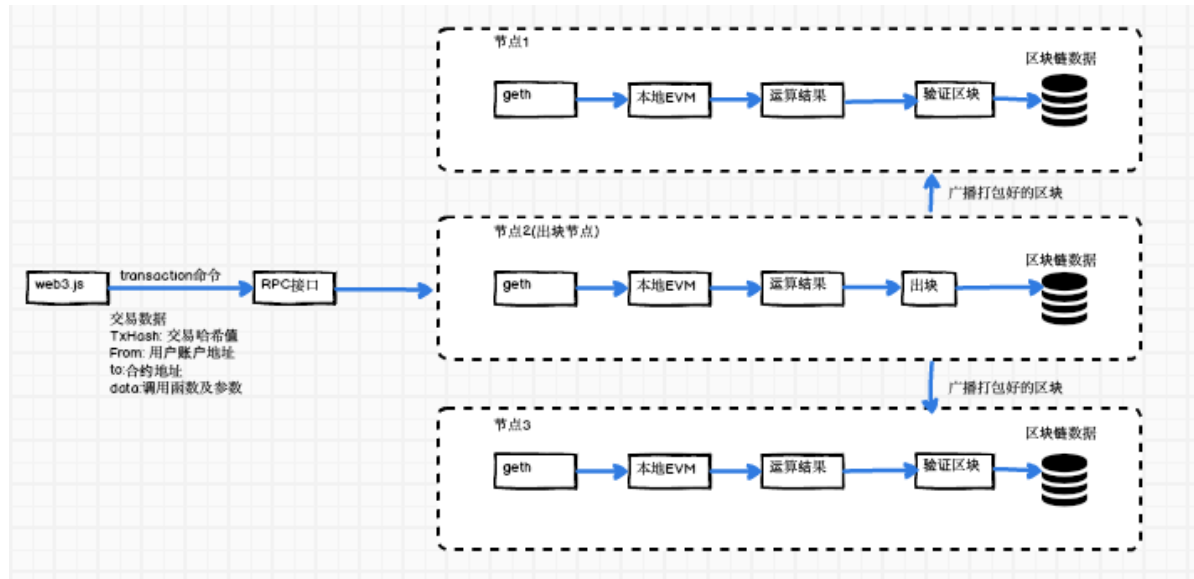 节点1
区块链数据
geth
本地EVM
运算结果
验证区块
广播打包好的区块
节点2(出块节点)
区块链数据
web3.js
transaction命令
RPC接口
geth
本地EVM
运算结果
出块
交易数据
TxHash: 交易哈希值
From: 用户账户地址
to:合约地址
data:调用函数及参数
广播打包好的区块
节点3
区块链数据
geth
本地EVM
运算结果
验证区块